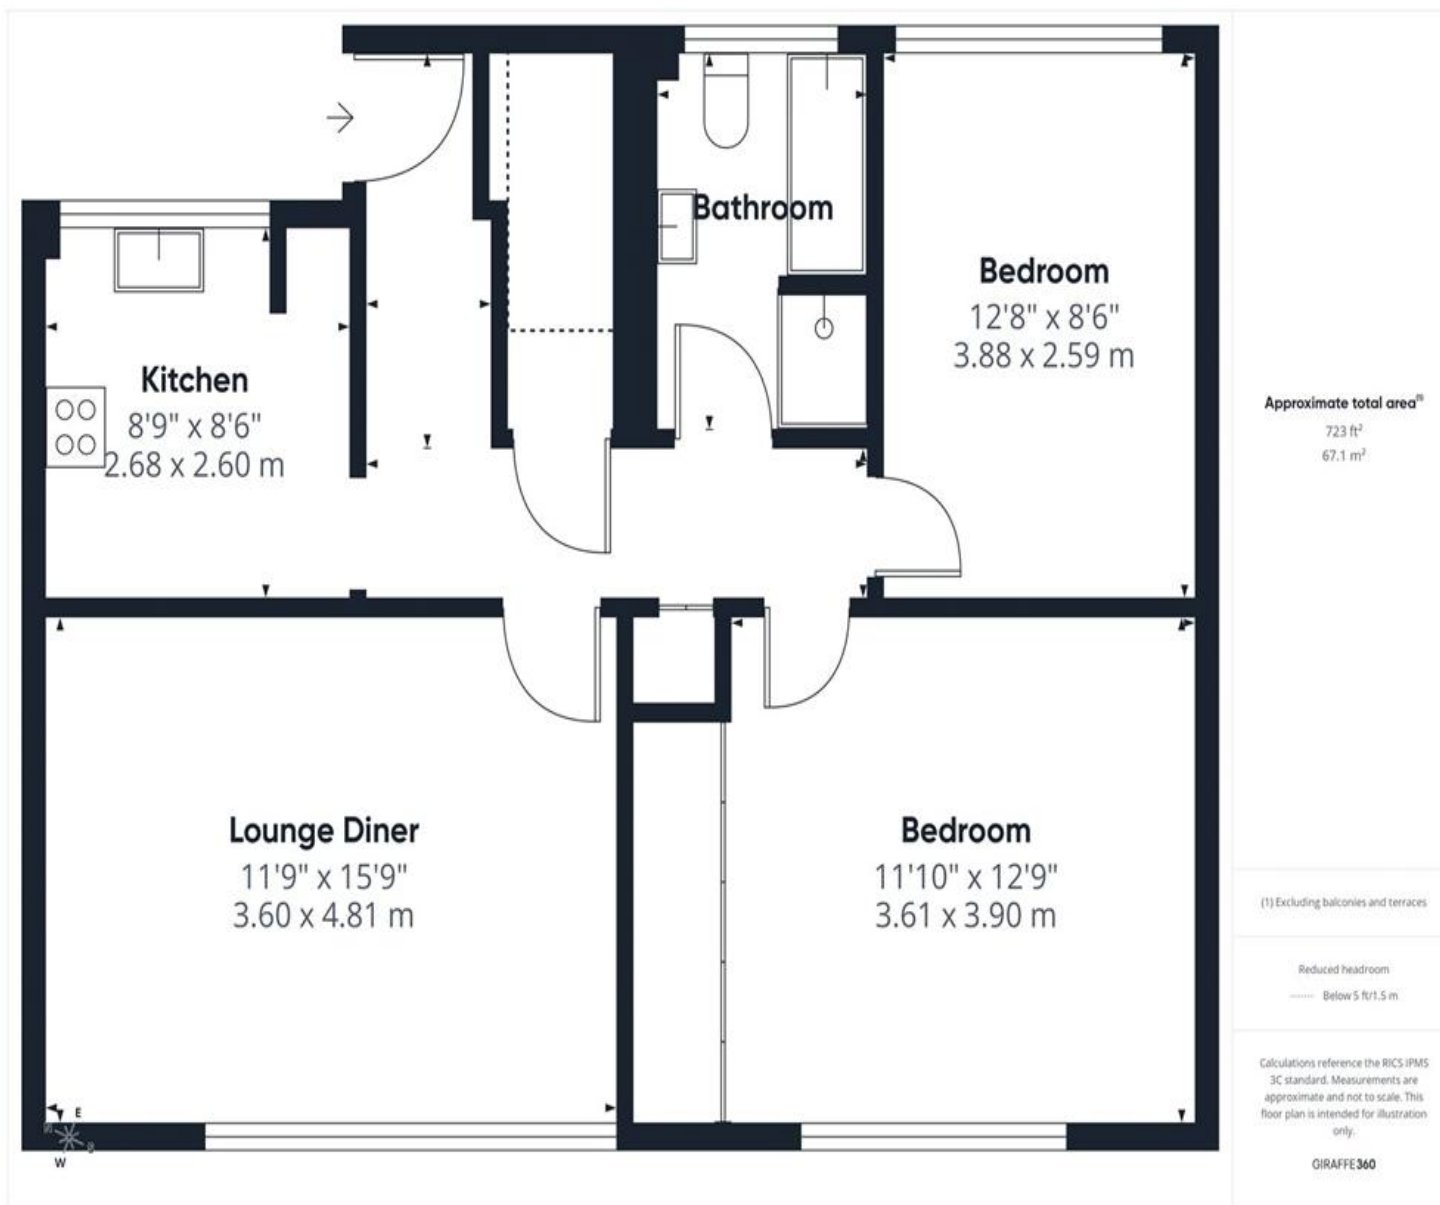 Bathroom
Bedroom
12'8" x 8'6"
3.88 x 2.59 m
Kitchen
8'9" x 8'6"
2.68 x 2.60 m
Lounge Diner
11'9" x 15'9"
3.60 x 4.81 m
Bedroom
11'10" x 12'9"
3.61 x 3.90 m
E
W
Approximate total area(1)
723 ft²
67.1 m²
(1) Excluding balconies and terraces
Reduced headroom
Below 5 ft/1.5 m
Calculations reference the RICS IPMS
3C standard. Measurements are
approximate and not to scale. This
floor plan is intended for illustration
only.
GIRAFFE360